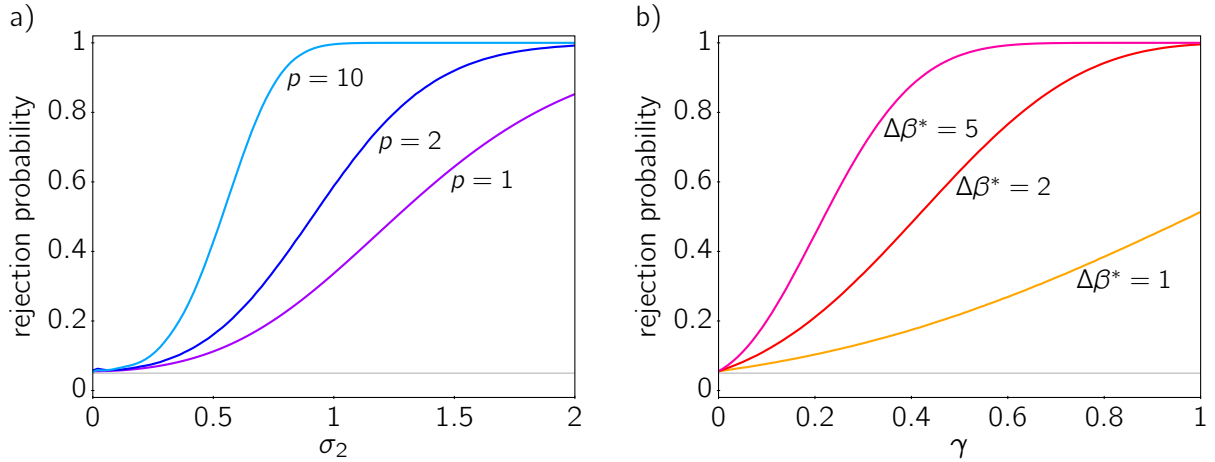 a)
rejection probability
1
0.8
0.6
0.4
0.2
0
p = 10
p = 2
p = 1
0 0.5 1 1.5 2
σ₂
b)
rejection probability
1
0.8
0.6
0.4
0.2
0
Δβ* = 5
Δβ* = 2
Δβ* = 1
0 0.2 0.4 0.6 0.8 1
γ